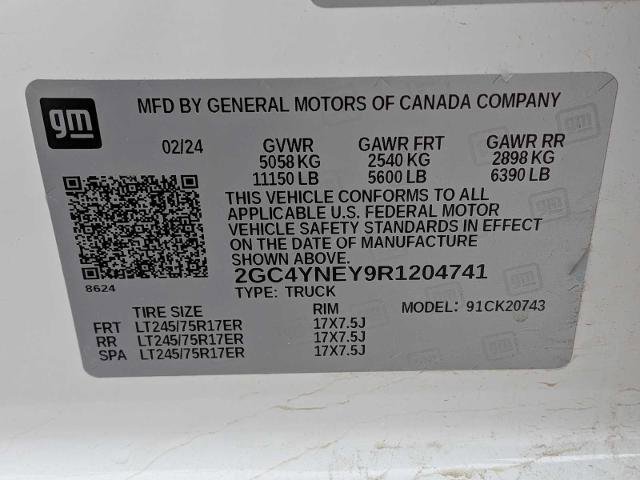 gm
MFD BY GENERAL MOTORS OF CANADA COMPANY
02/24 GVWR GAWR FRT GAWR RR
5058 KG 2540 KG 2898 KG
11150 LB 5600 LB 6390 LB
THIS VEHICLE CONFORMS TO ALL
APPLICABLE U.S. FEDERAL MOTOR
VEHICLE SAFETY STANDARDS IN EFFECT
ON THE DATE OF MANUFACTURE
SHOWN ABOVE.
8624
2GC4YNEY9R1204741
TYPE: TRUCK MODEL: 91CK20743
TIRE SIZE RIM
FRT LT245/75R17ER 17X7.5J
RR LT245/75R17ER 17X7.5J
SPA LT245/75R17ER 17X7.5J